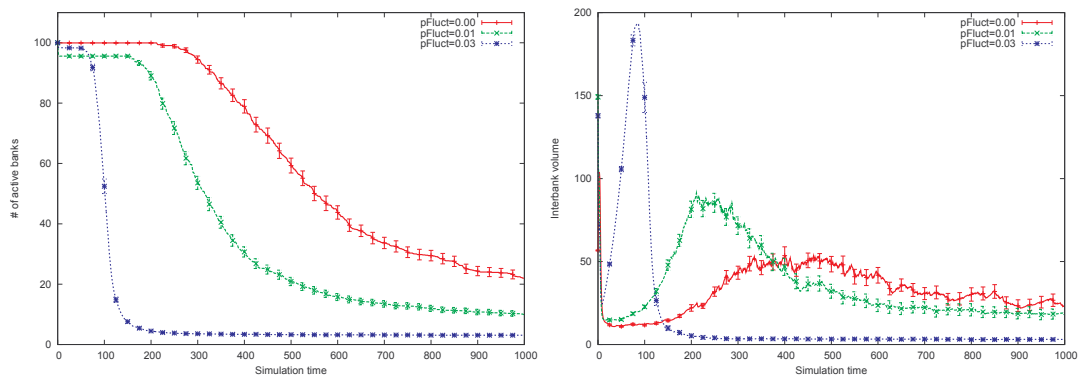 pFluct=0.00
pFluct=0.01
pFluct=0.03
# of active banks
120
100
80
60
40
20
0
0 100 200 300 400 500 600 700 800 900 1000
Simulation time
pFluct=0.00
pFluct=0.01
pFluct=0.03
Interbank volume
200
150
100
50
0
0 100 200 300 400 500 600 700 800 900 1000
Simulation time